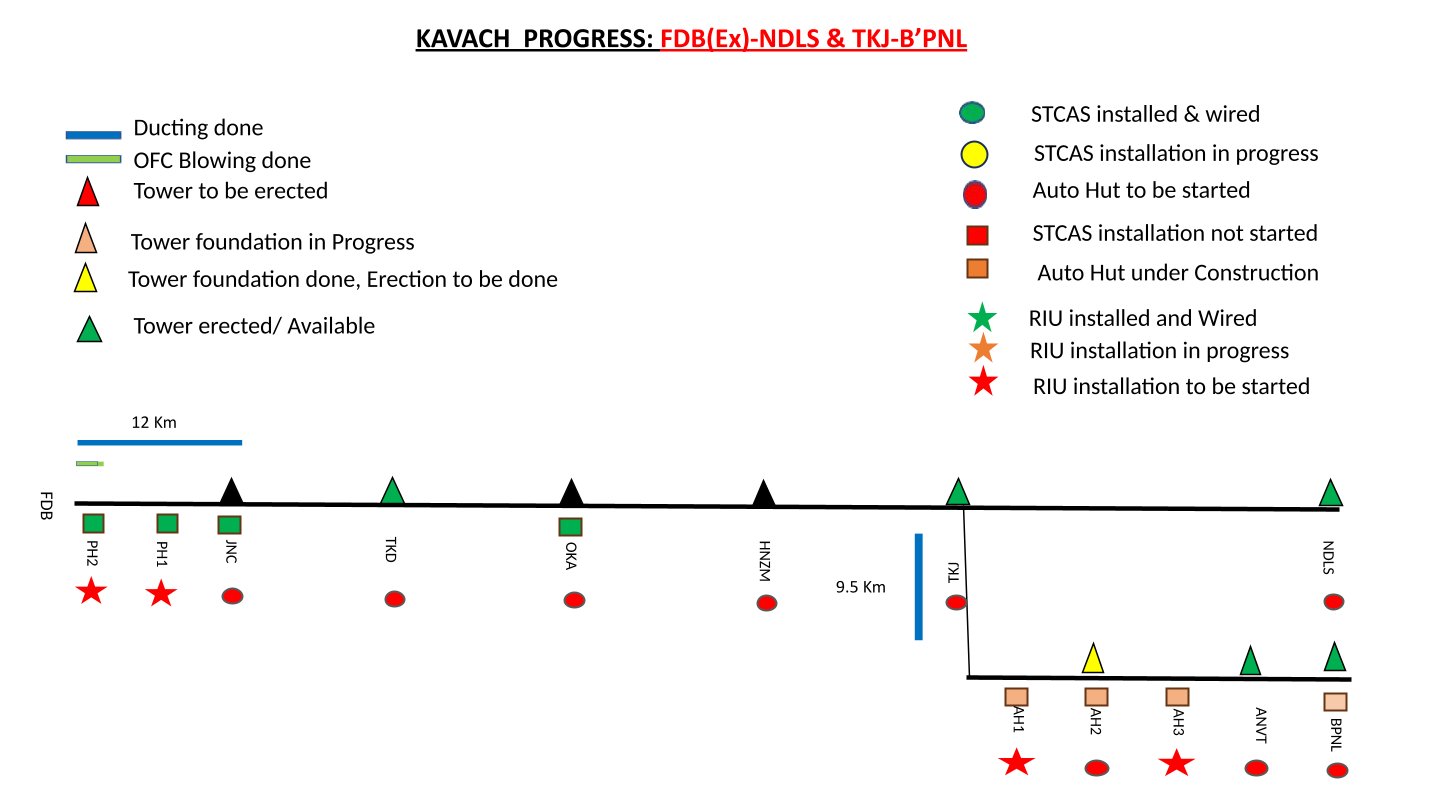 KAVACH PROGRESS: FDB(Ex)-NDLS & TKJ-B’PNL
Ducting done
OFC Blowing done
Tower to be erected
Tower foundation in Progress
Tower foundation done, Erection to be done
Tower erected/ Available
STCAS installed & wired
STCAS installation in progress
Auto Hut to be started
STCAS installation not started
Auto Hut under Construction
RIU installed and Wired
RIU installation in progress
RIU installation to be started
12 Km
FDB
PH2
PH1
JNC
TKD
OKA
HNZM
9.5 Km
TKJ
NDLS
AH1
AH2
AH3
ANVT
BPNL